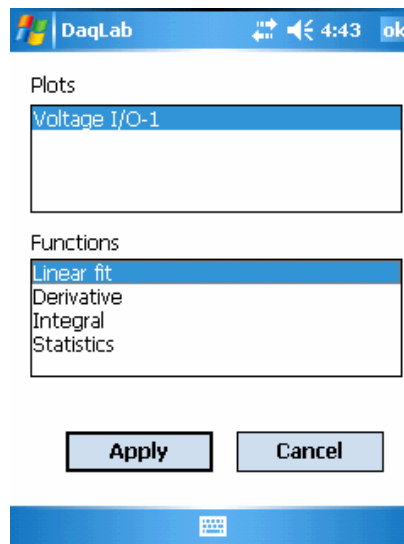 DaqLab 4:43 ok
Plots
Voltage I/O-1
Functions
Linear fit
Derivative
Integral
Statistics
Apply Cancel